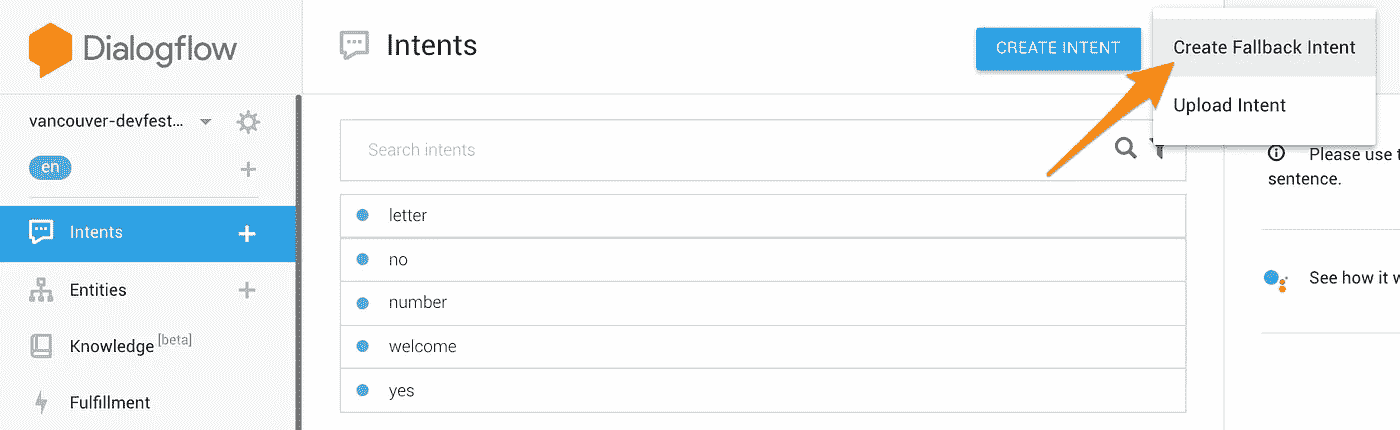 Dialogflow
vancouver-devfest...
en
Intents
Entities
Knowledge [beta]
Fulfillment
Intents
CREATE INTENT
Create Fallback Intent
Upload Intent
Search intents
letter
no
number
welcome
yes
Please use t
sentence.
See how it w